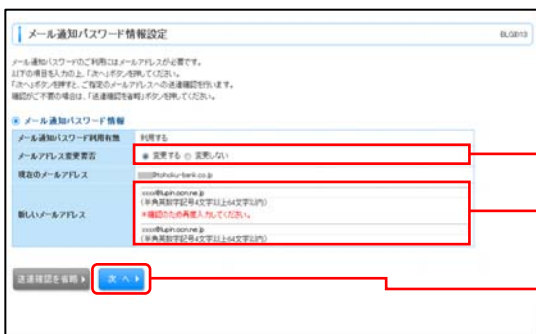 メール通知パスワード情報設定
BLGI013
メール通知パスワードのご利用にはメールアドレスが必要です。
以下の項目を入力の上、「次へ」ボタンを押してください。
「次へ」ボタンを押すと、ご指定のメールアドレスへの送達確認を行います。
確認がご不要の場合は、「送達確認を省略」ボタンを押してください。
メール通知パスワード情報
メール通知パスワード利用有無 利用する
メールアドレス変更要否 変更する 変更しない
現在のメールアドレス @tohoku-bank.co.jp
新しいメールアドレス
xxxx@lupin.ocn.ne.jp
(半角英数字記号4文字以上64文字以内)
*確認のため再度入力してください。
xxxx@lupin.ocn.ne.jp
(半角英数字記号4文字以上64文字以内)
送達確認を省略 次へ